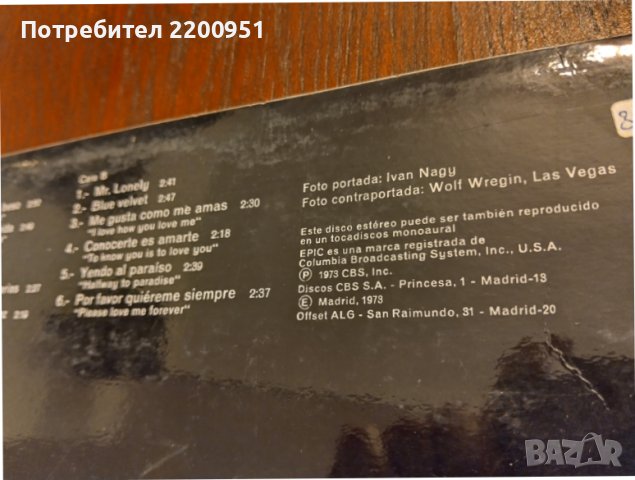 Потребител 2200951
8
Cara B
1.- Mr. Lonely 2:41
2.- Blue velvet 2:47
3.- Me gusta como me amas 2:30
"I love how you love me"
4.- Conocerte es amarte 2:18
"To know you is to love you"
5.- Yendo al paraíso 2:39
"Hallway to paradise"
6.- Por favor quiéreme siempre 2:37
"Please love me forever"
Foto portada: Ivan Nagy
Foto contraportada: Wolf Wregin, Las Vegas
Este disco estéreo puede ser también reproducido
en un tocadiscos monoaural
EPIC es una marca registrada de
Columbia Broadcasting System, Inc., U.S.A.
Ⓟ 1973 CBS, Inc.
Discos CBS S.A. - Princesa, 1 - Madrid-13
Ⓔ Madrid, 1973
Offset ALG - San Raimundo, 31 - Madrid-20
BAZAR